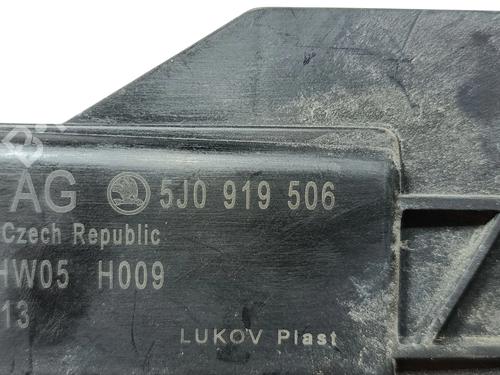 AG 5J0 919 506
Czech Republic
HW05 H009
13
LUKOV Plast